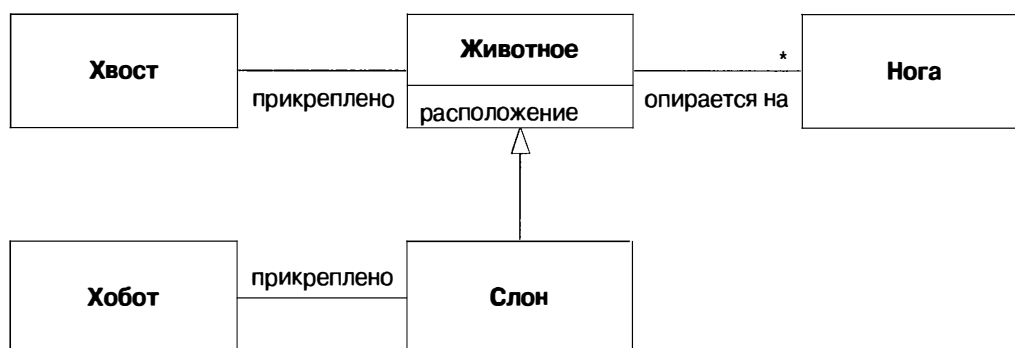 Хвост
прикреплено
Животное
расположение
*
опирается на
Нога
Хобот
прикреплено
Слон